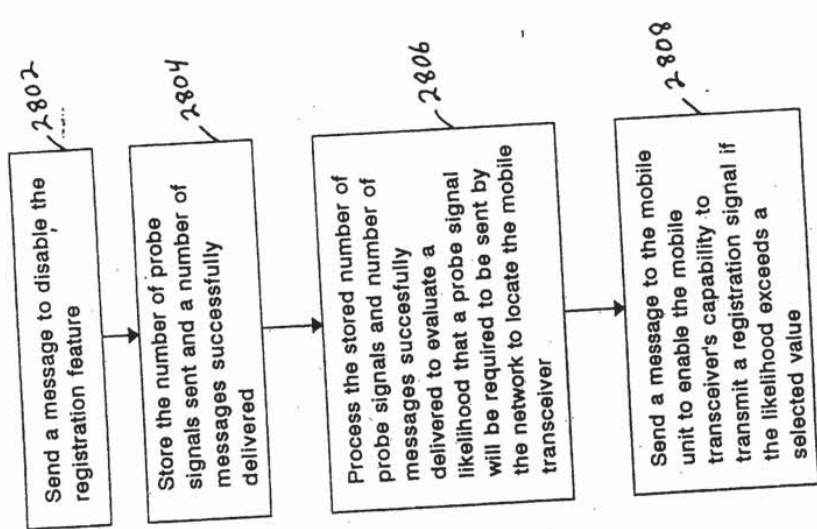 Send a message to disable the
registration feature
2802
Store the number of probe
signals sent and a number of
messages successfully
delivered
2804
Process the stored number of
probe signals and number of
messages succesfully
delivered to evaluate a
likelihood that a probe signal
will be required to be sent by
the network to locate the mobile
transceiver
2806
Send a message to the mobile
unit to enable the mobile
transceiver's capability to
transmit a registration signal if
the likelihood exceeds a
selected value
2808